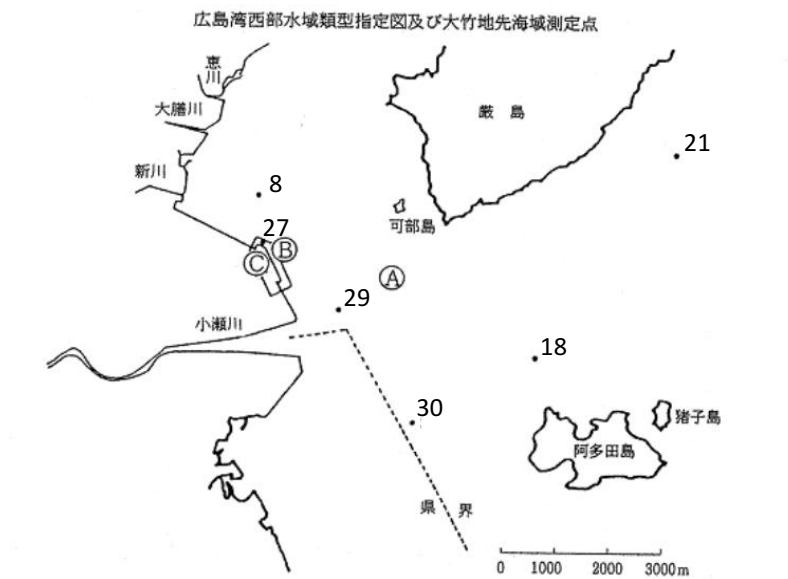 広島湾西部水域類型指定図及び大竹地先海域測定点
恵川
大膳川
厳 島
21
新川
8
可部島
27
B
C
A
29
小瀬川
18
30
猪子島
阿多田島
県 界
0 1000 2000 3000m